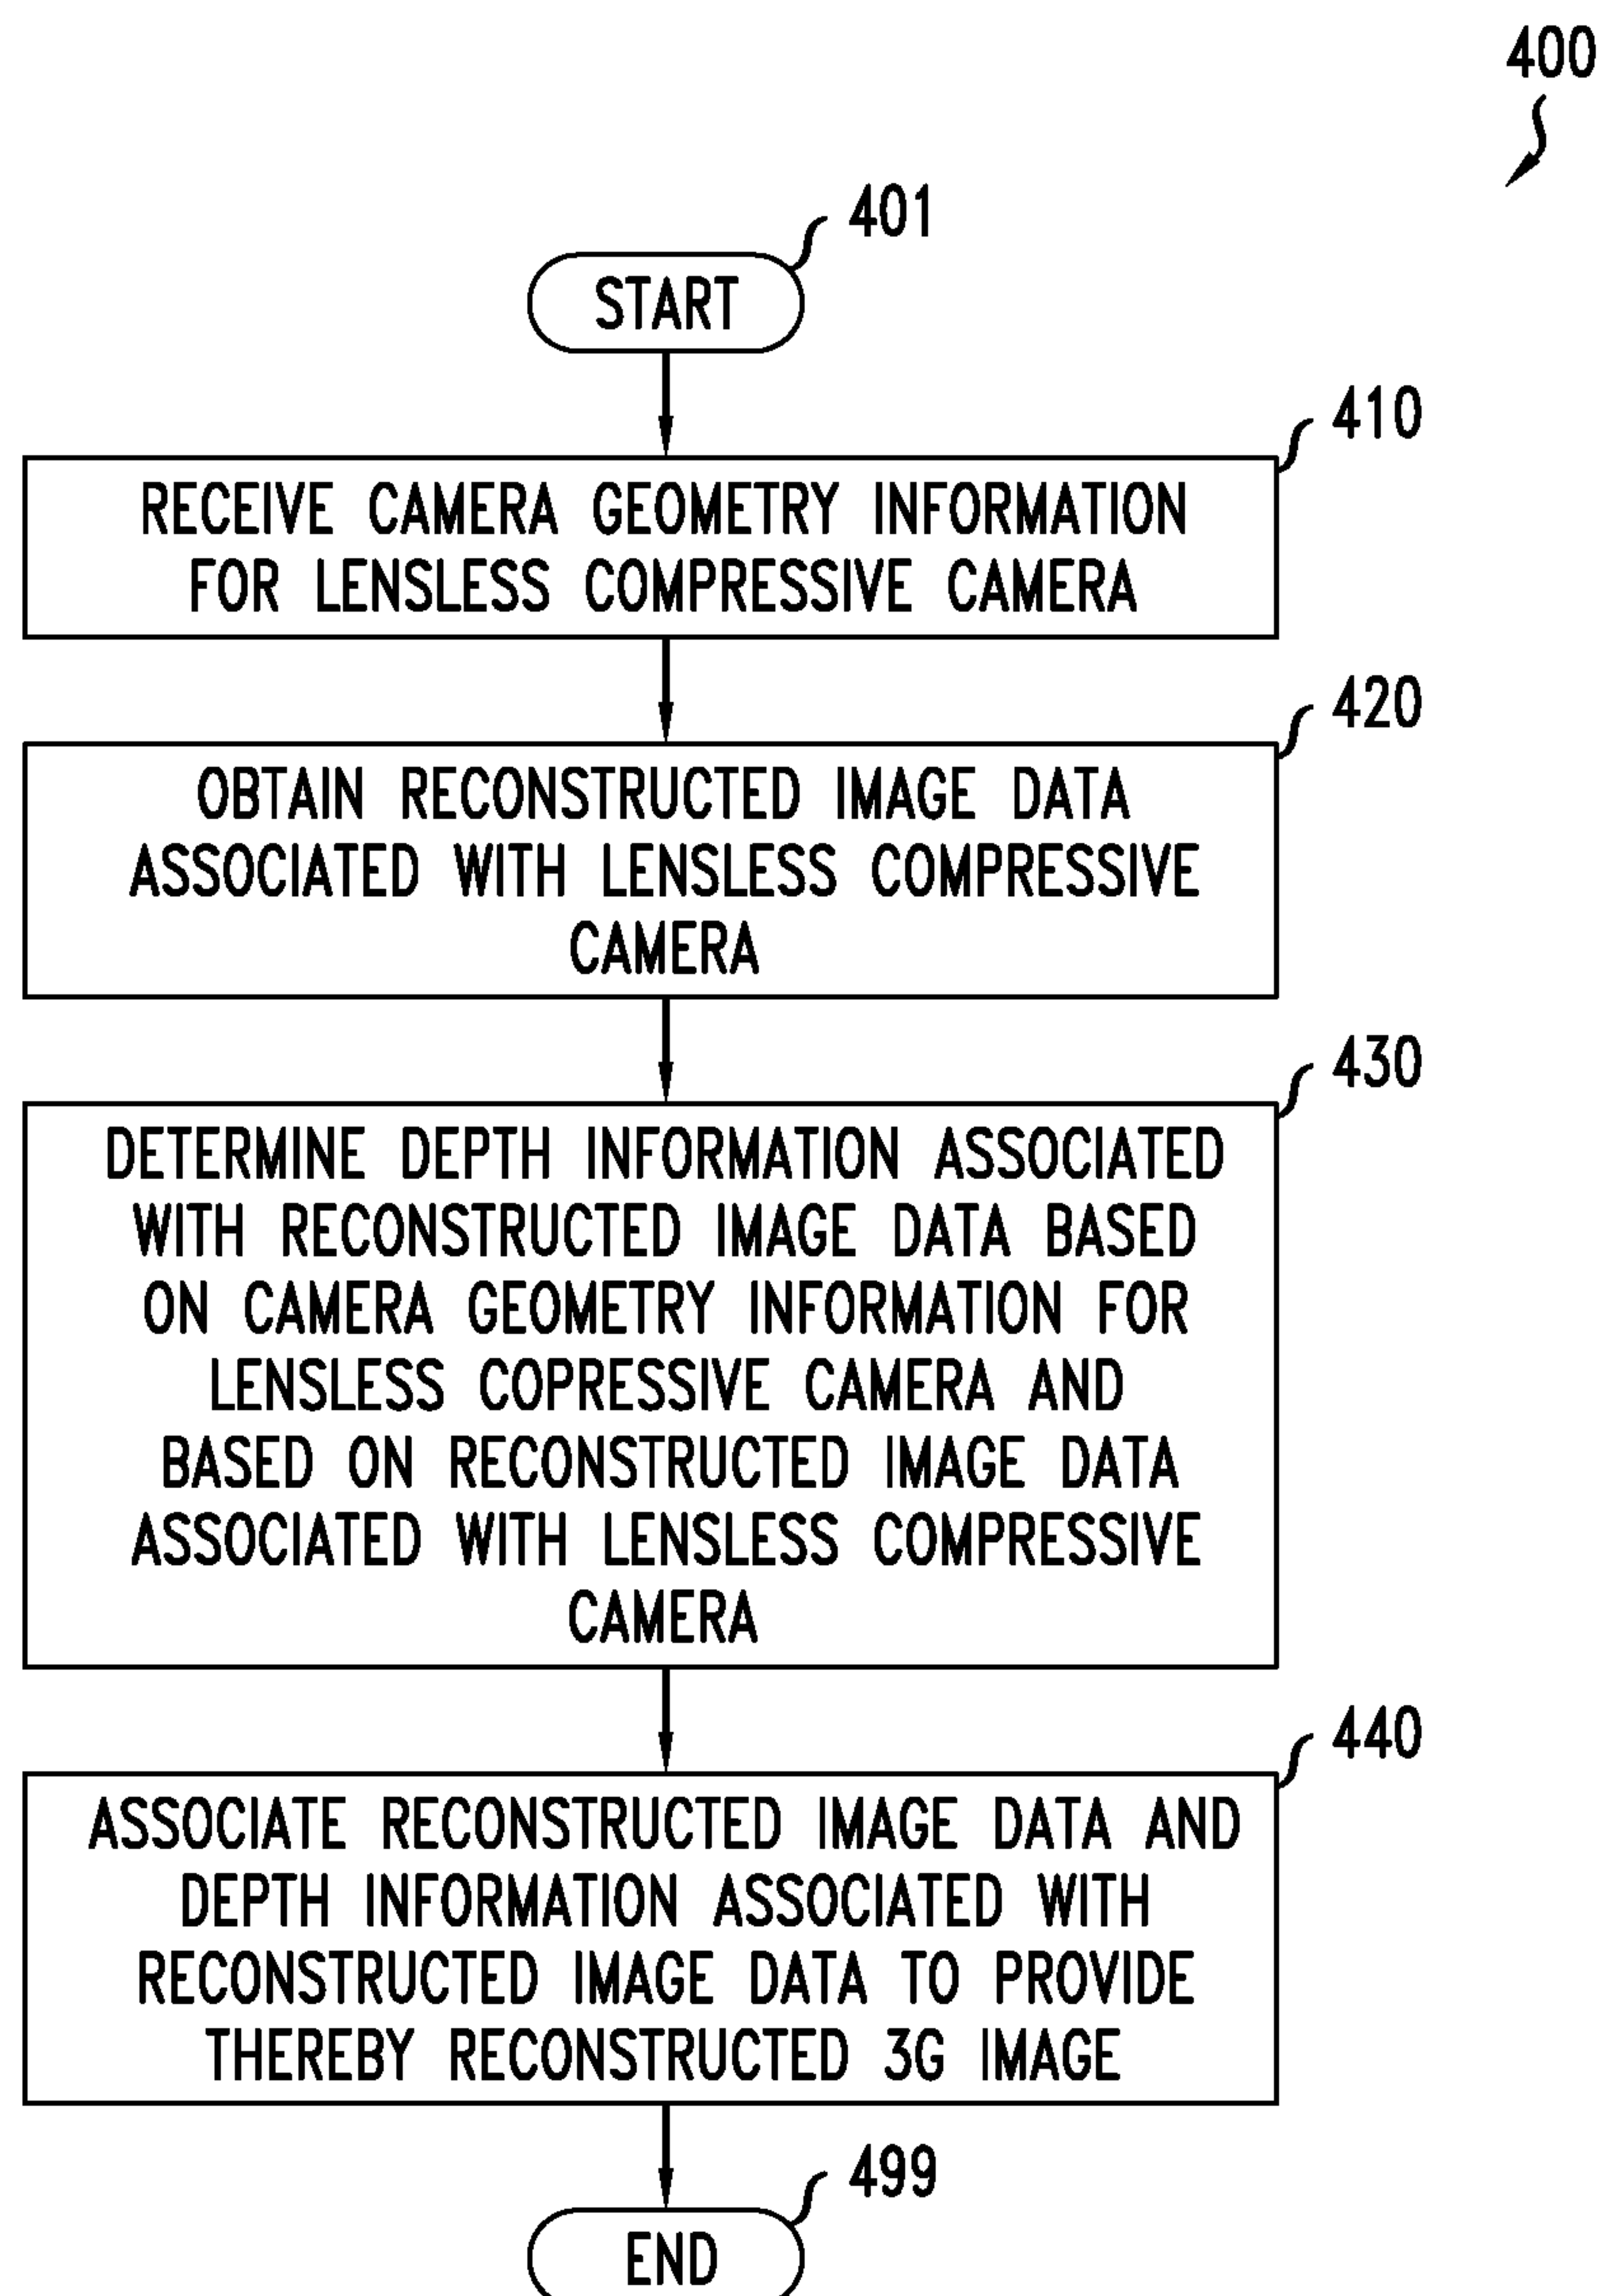 400
401
START
410
RECEIVE CAMERA GEOMETRY INFORMATION
FOR LENSLESS COMPRESSIVE CAMERA
420
OBTAIN RECONSTRUCTED IMAGE DATA
ASSOCIATED WITH LENSLESS COMPRESSIVE
CAMERA
430
DETERMINE DEPTH INFORMATION ASSOCIATED
WITH RECONSTRUCTED IMAGE DATA BASED
ON CAMERA GEOMETRY INFORMATION FOR
LENSLESS COPRESSIVE CAMERA AND
BASED ON RECONSTRUCTED IMAGE DATA
ASSOCIATED WITH LENSLESS COMPRESSIVE
CAMERA
440
ASSOCIATE RECONSTRUCTED IMAGE DATA AND
DEPTH INFORMATION ASSOCIATED WITH
RECONSTRUCTED IMAGE DATA TO PROVIDE
THEREBY RECONSTRUCTED 3G IMAGE
499
END